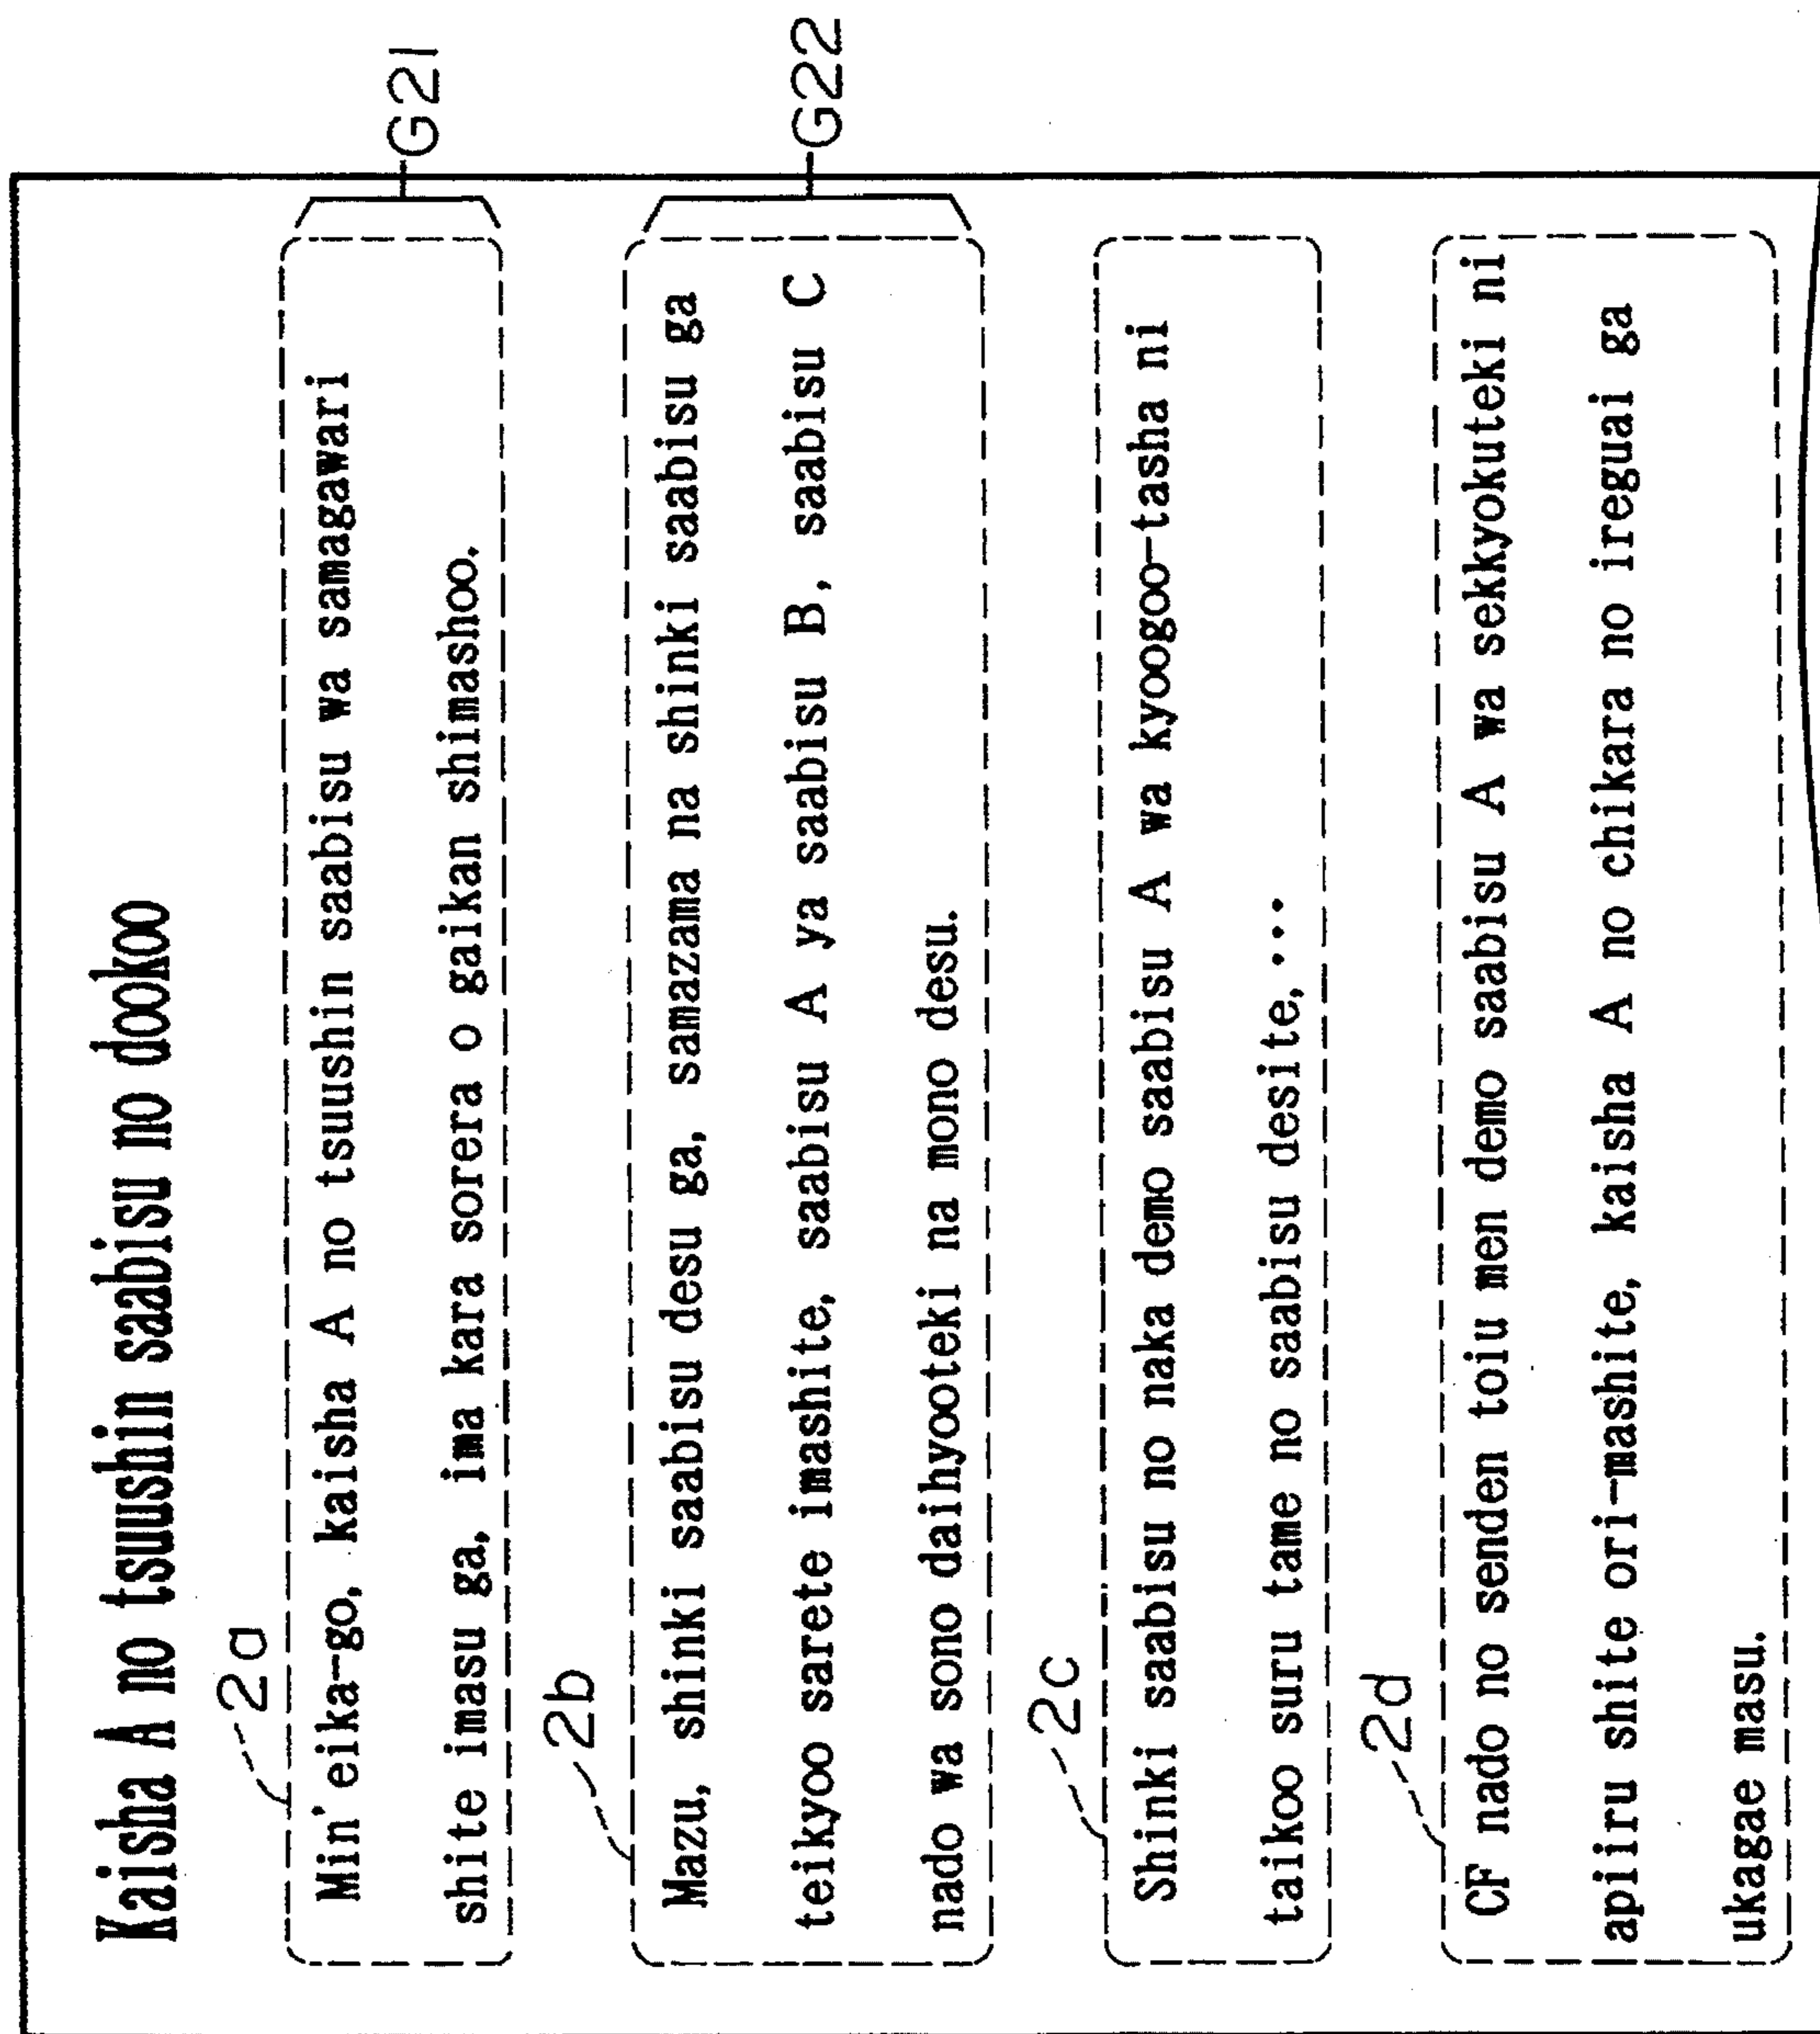 Kaisha A no tsuushin saabisu no dookoo
2a
Min'eika-go, kaisha A no tsuushin saabisu wa samagawari
shite imasu ga, ima kara sorera o gaikan shimashoo.
G21
2b
Mazu, shinki saabisu desu ga, samazama na shinki saabisu ga
teikyoo sarete imashite, saabisu A ya saabisu B, saabisu C
nado wa sono daihyooteki na mono desu.
G22
2c
Shinki saabisu no naka demo saabisu A wa kyoogoo-tasha ni
taikoo suru tame no saabisu desite, ...
2d
CF nado no senden toiu men demo saabisu A wa sekkyokuteki ni
apiiru shite ori-mashite, kaisha A no chikara no ireguai ga
ukagae masu.